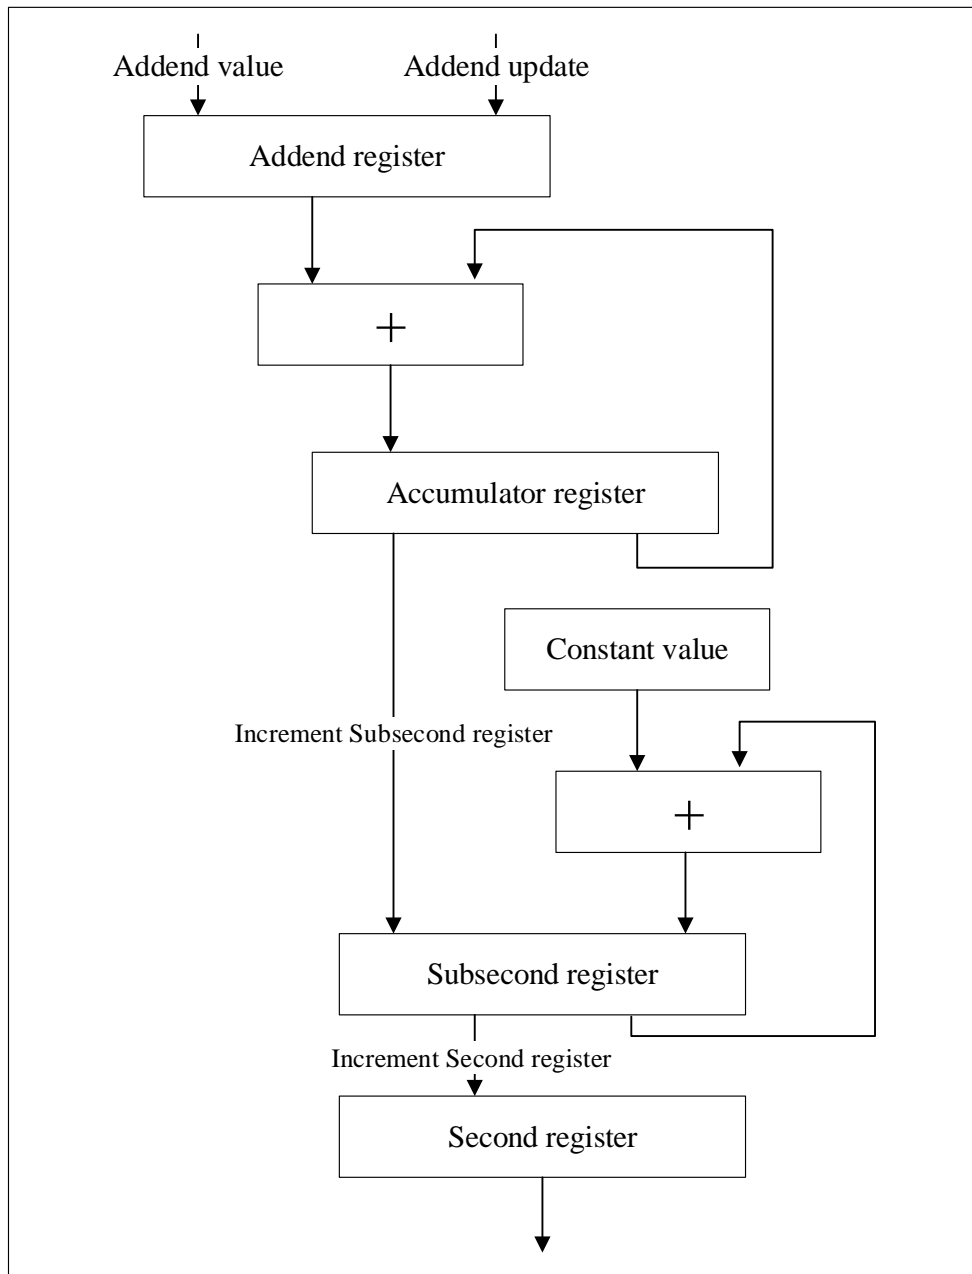 Addend value
Addend update
Addend register
+
Accumulator register
Constant value
Increment Subsecond register
+
Subsecond register
Increment Second register
Second register